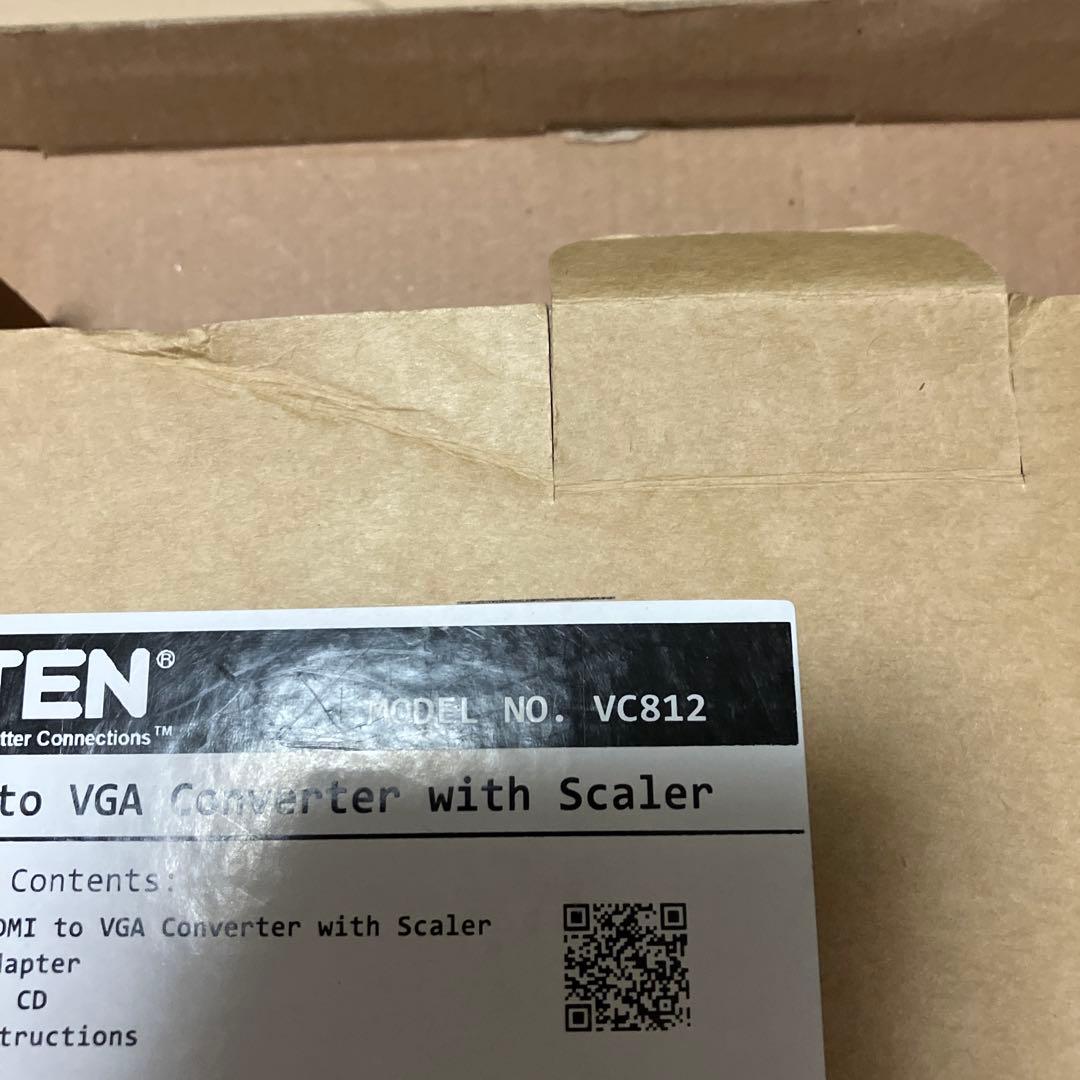 TEN®
tter Connections™
MODEL NO. VC812
to VGA Converter with Scaler
Contents:
DMI to VGA Converter with Scaler
dapter
CD
tructions